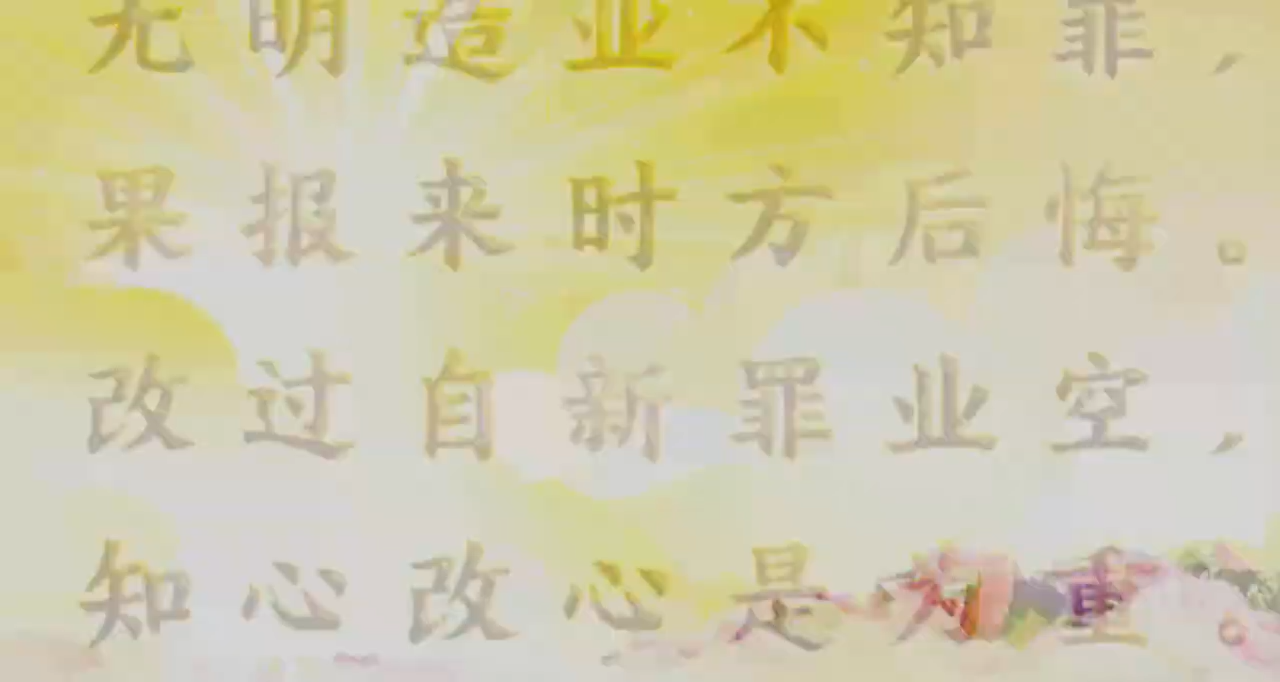 无明造业不知罪，
果报来时方后悔。
改过自新罪业空，
知心改心是为重。